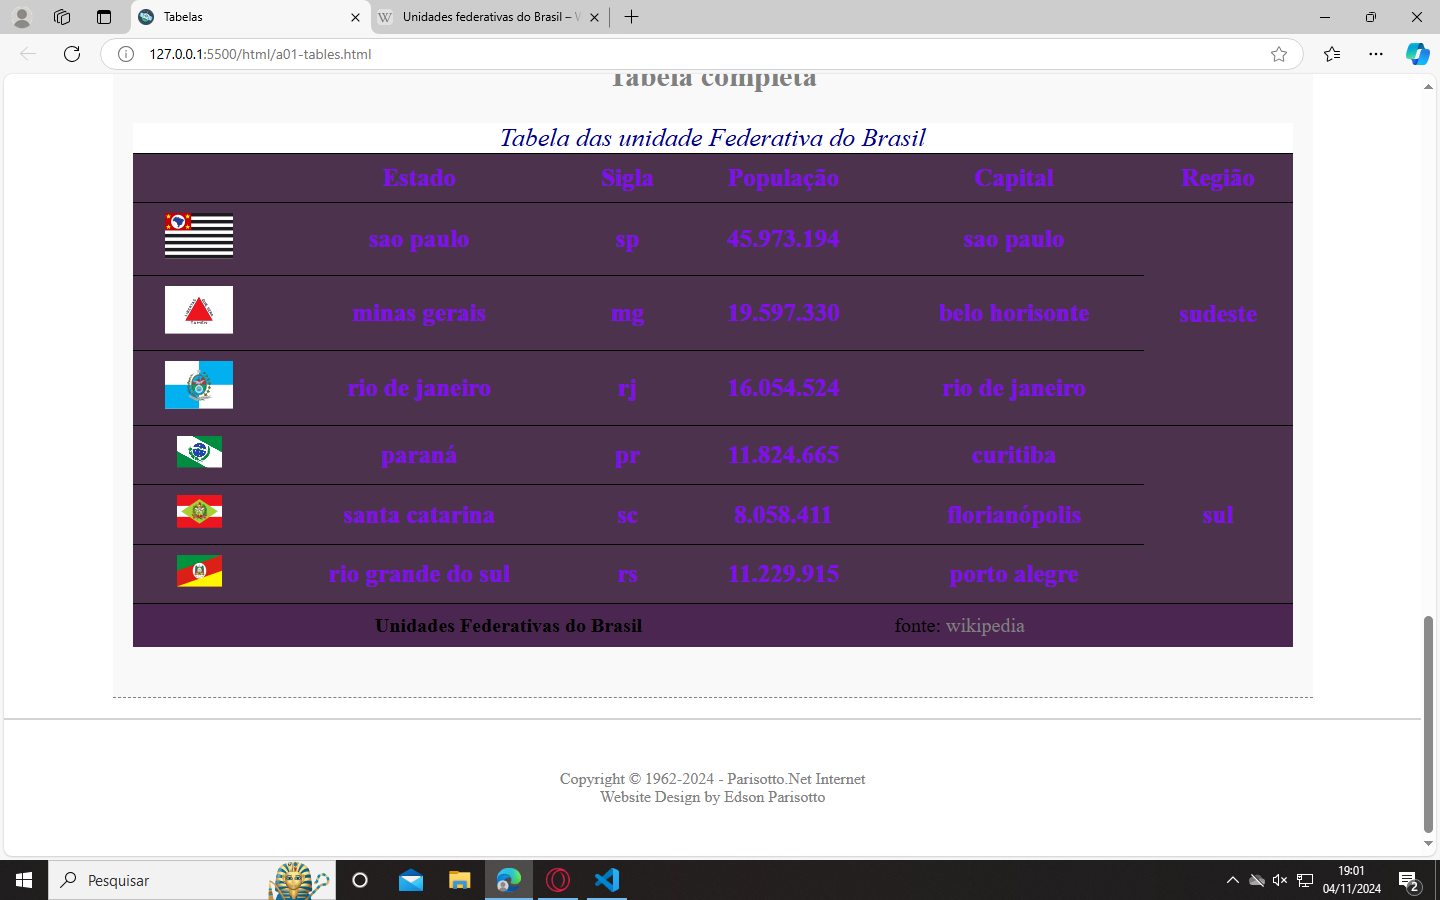 Tabelas
Unidades federativas do Brasil – W
127.0.0.1:5500/html/a01-tables.html
Tabela completa
Tabela das unidade Federativa do Brasil
Estado Sigla População Capital Região
sao paulo sp 45.973.194 sao paulo
minas gerais mg 19.597.330 belo horisonte sudeste
rio de janeiro rj 16.054.524 rio de janeiro
paraná pr 11.824.665 curitiba
santa catarina sc 8.058.411 florianópolis sul
rio grande do sul rs 11.229.915 porto alegre
Unidades Federativas do Brasil fonte: wikipedia
Copyright © 1962-2024 - Parisotto.Net Internet
Website Design by Edson Parisotto
Pesquisar
19:01
04/11/2024
2